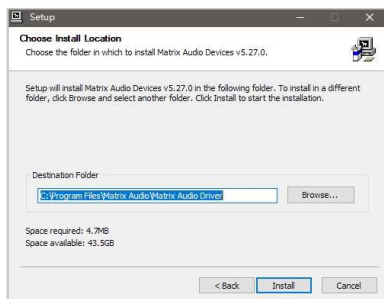 Setup
Choose Install Location
Choose the folder in which to install Matrix Audio Devices v5.27.0.
Setup will install Matrix Audio Devices v5.27.0 in the following folder. To install in a different
folder, click Browse and select another folder. Click Install to start the installation.
Destination Folder
C:\Program Files\Matrix Audio\Matrix Audio Driver
Browse...
Space required: 4.7MB
Space available: 43.5GB
< Back
Install
Cancel